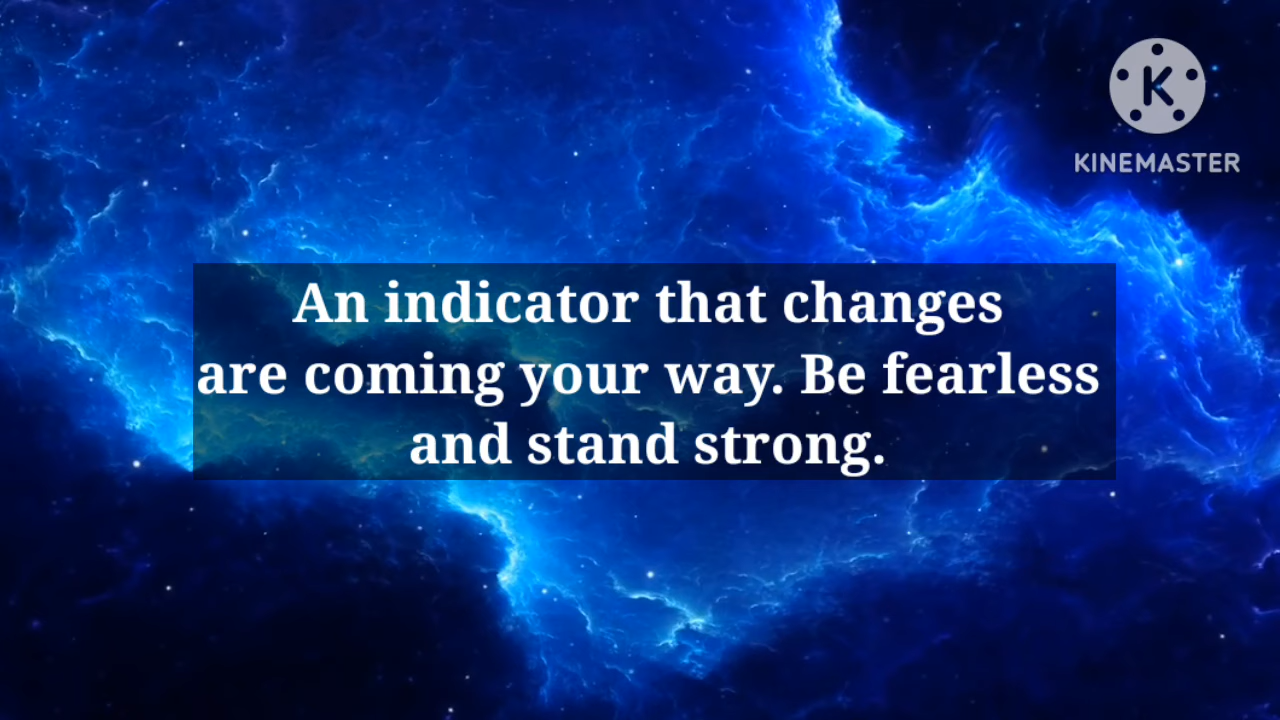 K
KINEMASTER
An indicator that changes
are coming your way. Be fearless
and stand strong.